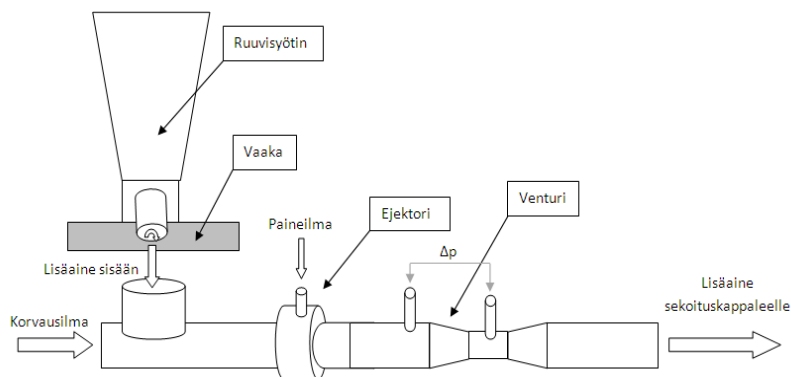 Ruuvisyötin
Vaaka
Ejektori
Venturi
Paineilma
Δp
Lisäaine sisään
Korvausilma
Lisäaine
sekoituskappaleelle